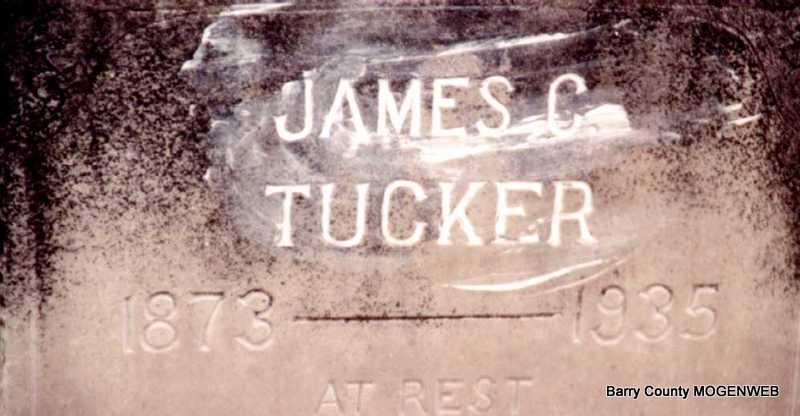 JAMES C.
TUCKER
1873 — 1935
AT REST
Barry County MOGENWEB